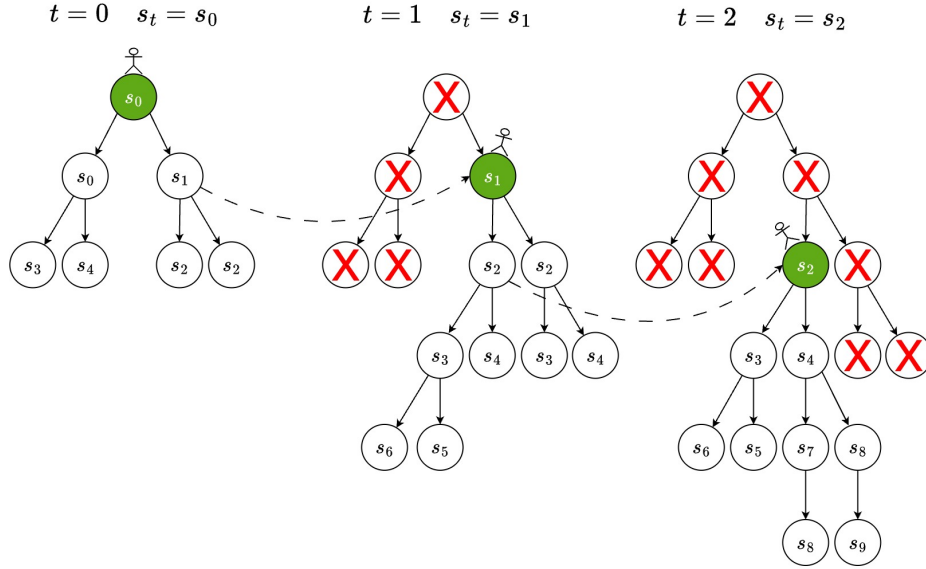 t = 0 s_t = s_0 t = 1 s_t = s_1 t = 2 s_t = s_2
s_0 X X
s_0 s_1 X s_1 X X
s_3 s_4 s_2 s_2 X X s_2 s_2 X X s_2 X
s_3 s_4 s_3 s_4 s_3 s_4 X X
s_6 s_5 s_6 s_5 s_7 s_8
s_8 s_9